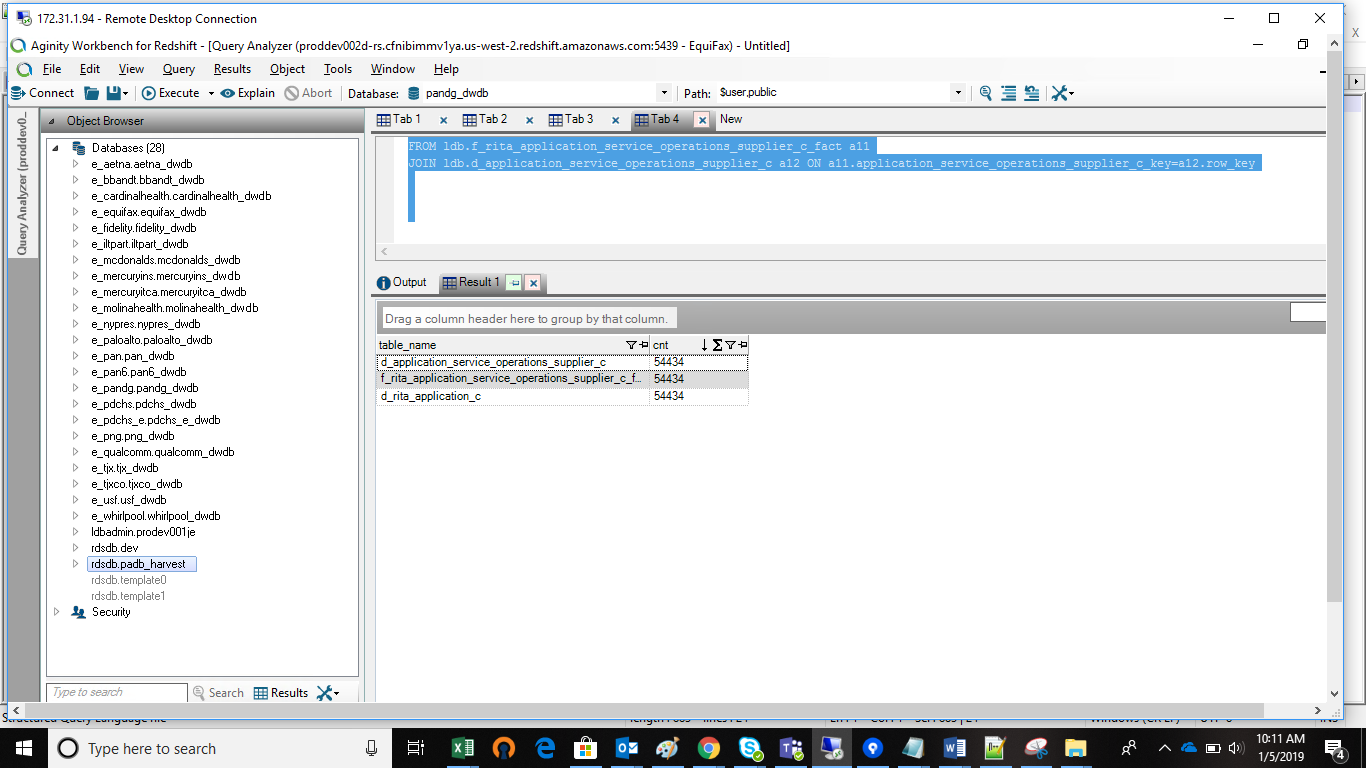 172.31.1.94 - Remote Desktop Connection
Aginity Workbench for Redshift - [Query Analyzer (proddev002d-rs.cfnibimmv1ya.us-west-2.redshift.amazonaws.com:5439 - EquiFax) - Untitled]
File Edit View Query Results Object Tools Window Help
Connect Execute Explain Abort Database: pandg_dwdb Path: $user,public
Query Analyzer (proddev0...
Object Browser
Tab 1 Tab 2 Tab 3 Tab 4 New
FROM ldb.f_rita_application_service_operations_supplier_c_fact a11
JOIN ldb.d_application_service_operations_supplier_c a12 ON a11.application_service_operations_supplier_c_key=a12.row_key
Databases (28)
e_aetna.aetna_dwdb
e_bbandt.bbandt_dwdb
e_cardinalhealth.cardinalhealth_dwdb
e_equifax.equifax_dwdb
e_fidelity.fidelity_dwdb
e_iltpart.iltpart_dwdb
e_mcdonalds.mcdonalds_dwdb
e_mercuryins.mercuryins_dwdb
e_mercuryitca.mercuryitca_dwdb
e_molinahealth.molinahealth_dwdb
e_nypres.nypres_dwdb
e_paloalto.paloalto_dwdb
e_pan.pan_dwdb
e_pan6.pan6_dwdb
e_pandg.pandg_dwdb
e_pdchs.pdchs_dwdb
e_pdchs_e.pdchs_e_dwdb
e_png.png_dwdb
e_qualcomm.qualcomm_dwdb
e_tjx.tjx_dwdb
e_tjxco.tjxco_dwdb
e_usf.usf_dwdb
e_whirlpool.whirlpool_dwdb
ldbadmin.prodev001je
rdsdb.dev
rdsdb.padb_harvest
rdsdb.template0
rdsdb.template1
Security
Output Result 1
Drag a column header here to group by that column.
table_name cnt
d_application_service_operations_supplier_c 54434
f_rita_application_service_operations_supplier_c_f... 54434
d_rita_application_c 54434
Type to search Search Results
Type here to search
10:11 AM
1/5/2019
4